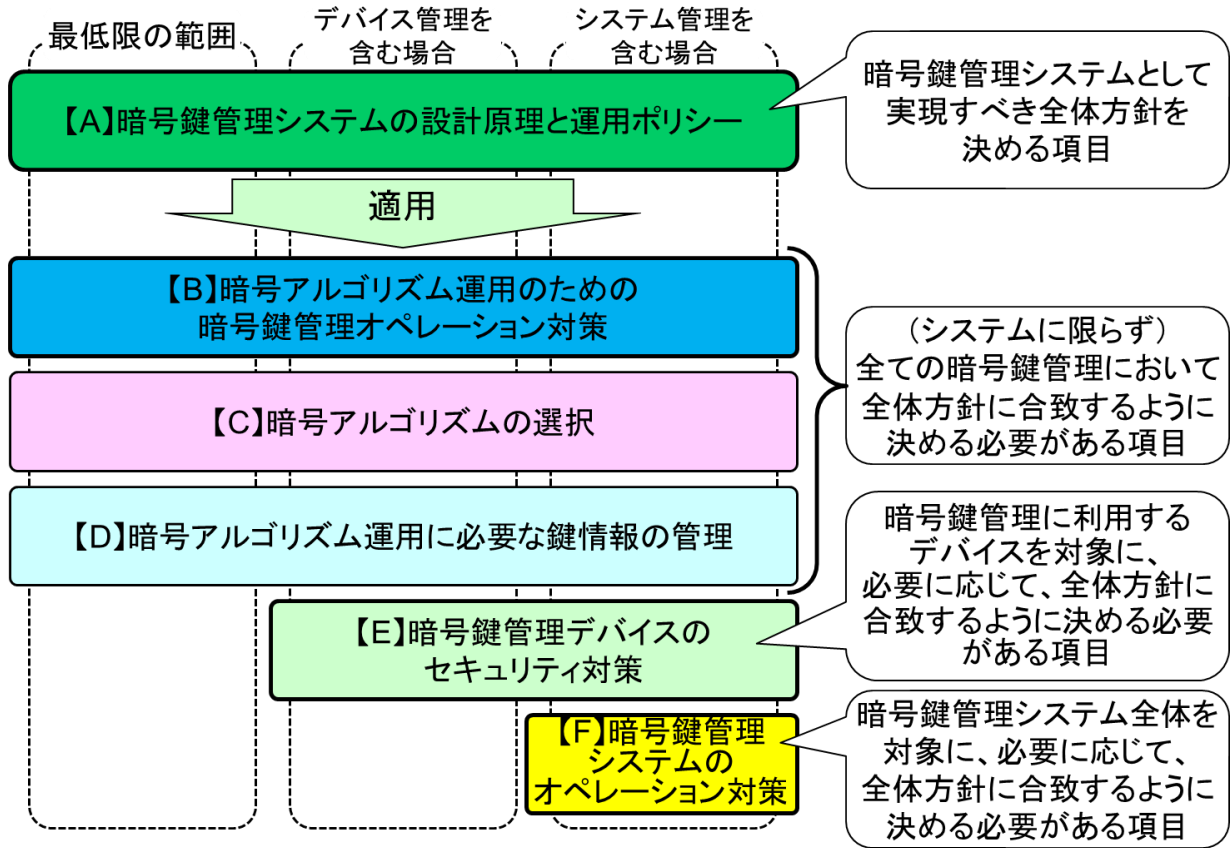 最低限の範囲
デバイス管理を
含む場合
システム管理を
含む場合
【A】暗号鍵管理システムの設計原理と運用ポリシー
暗号鍵管理システムとして
実現すべき全体方針を
決める項目
適用
【B】暗号アルゴリズム運用のための
暗号鍵管理オペレーション対策
【C】暗号アルゴリズムの選択
【D】暗号アルゴリズム運用に必要な鍵情報の管理
（システムに限らず）
全ての暗号鍵管理において
全体方針に合致するように
決める必要がある項目
【E】暗号鍵管理デバイスの
セキュリティ対策
暗号鍵管理に利用する
デバイスを対象に、
必要に応じて、全体方針に
合致するように決める必要
がある項目
【F】暗号鍵管理
システムの
オペレーション対策
暗号鍵管理システム全体を
対象に、必要に応じて、
全体方針に合致するように
決める必要がある項目